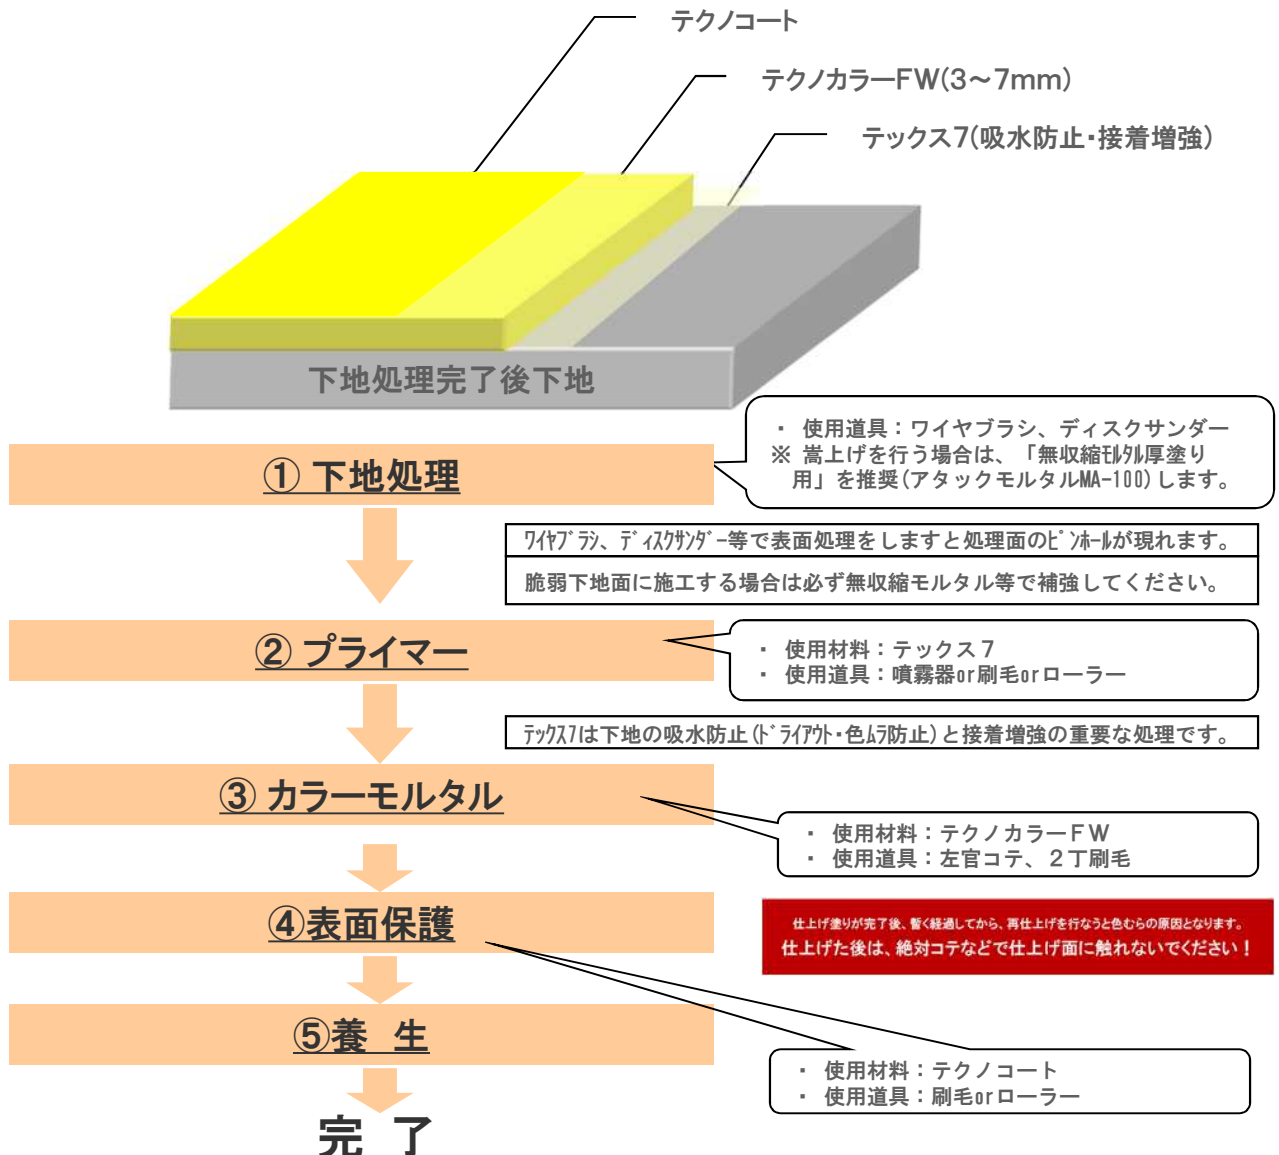 テクノコート
テクノカラーFW(3～7mm)
テックス7(吸水防止・接着増強)
下地処理完了後下地
・ 使用道具：ワイヤブラシ、ディスクサンダー
※ 嵩上げを行う場合は、「無収縮ﾓﾙﾀﾙ厚塗り
用」を推奨(アタックモルタルMA-100)します。
① 下地処理
ﾜｲﾔﾌﾞﾗｼ、ﾃﾞｨｽｸｻﾝﾀﾞｰ等で表面処理をしますと処理面のﾋﾟﾝﾎｰﾙが現れます。
脆弱下地面に施工する場合は必ず無収縮モルタル等で補強してください。
② プライマー
・ 使用材料：テックス７
・ 使用道具：噴霧器or刷毛orローラー
ﾃｯｸｽ7は下地の吸水防止(ﾄﾞﾗｲｱｳﾄ・色ﾑﾗ防止)と接着増強の重要な処理です。
③ カラーモルタル
・ 使用材料：テクノカラーＦＷ
・ 使用道具：左官コテ、２丁刷毛
④表面保護
仕上げ塗りが完了後、暫く経過してから、再仕上げを行なうと色むらの原因となります。
仕上げた後は、絶対コテなどで仕上げ面に触れないでください！
⑤養　生
・ 使用材料：テクノコート
・ 使用道具：刷毛orローラー
完 了